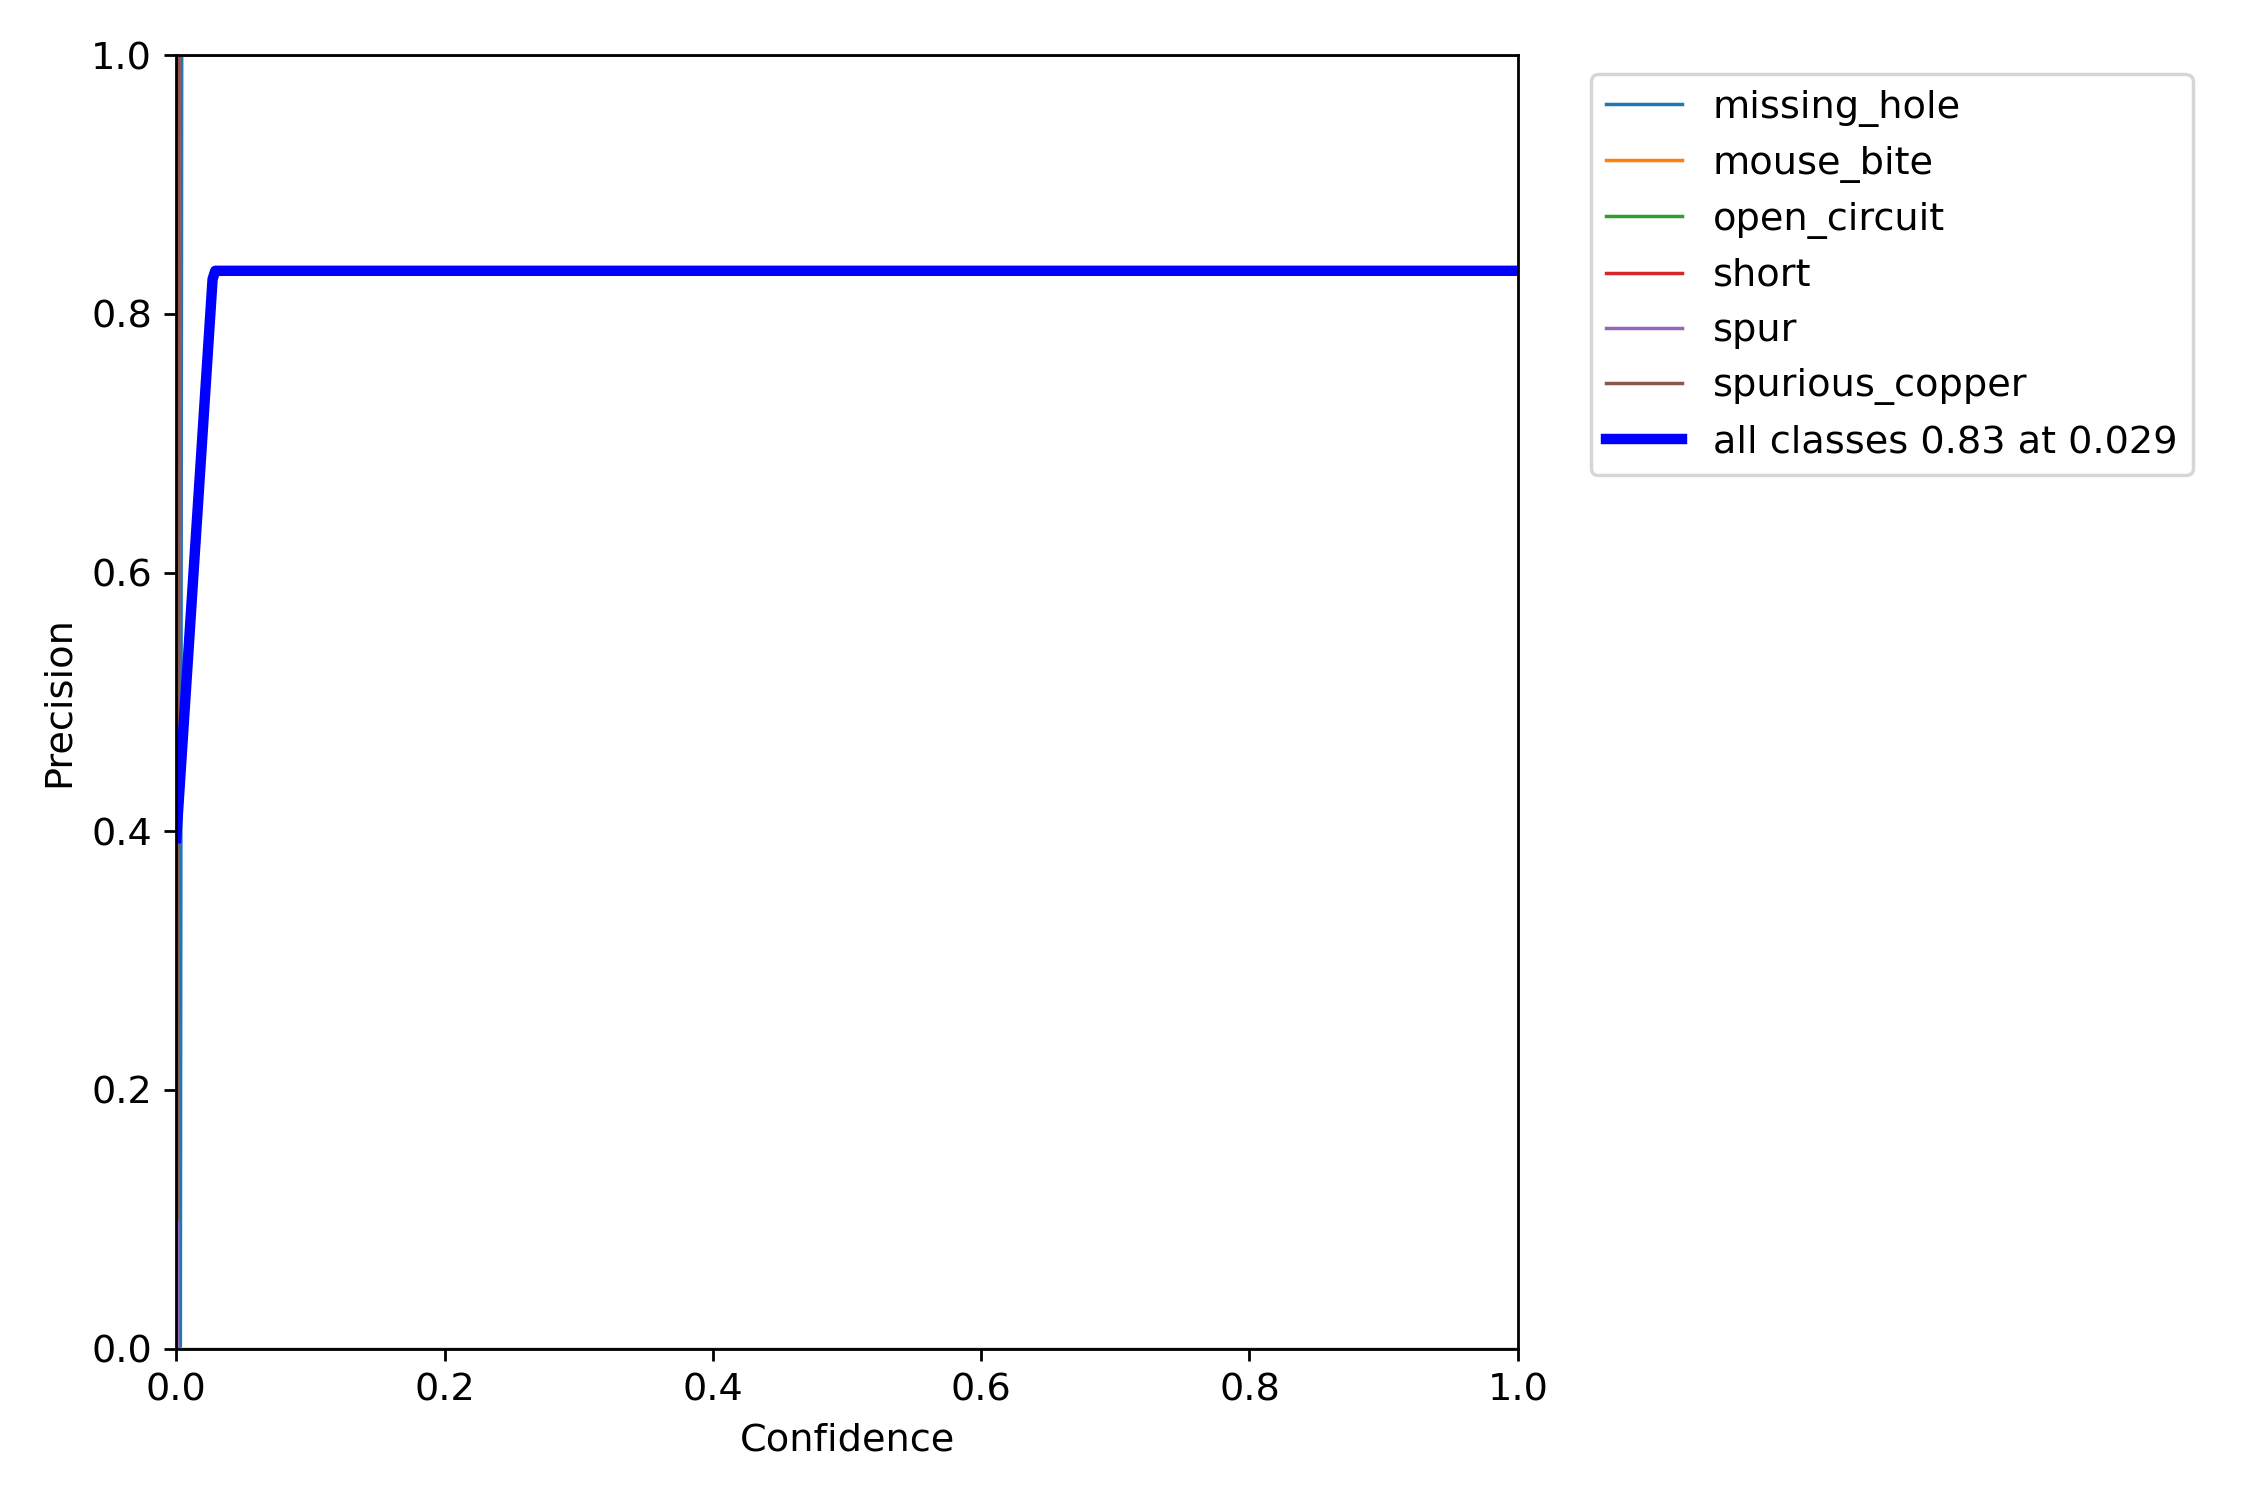 1.0
0.8
0.6
0.4
0.2
0.0
Precision
0.0 0.2 0.4 0.6 0.8 1.0
Confidence
missing_hole
mouse_bite
open_circuit
short
spur
spurious_copper
all classes 0.83 at 0.029